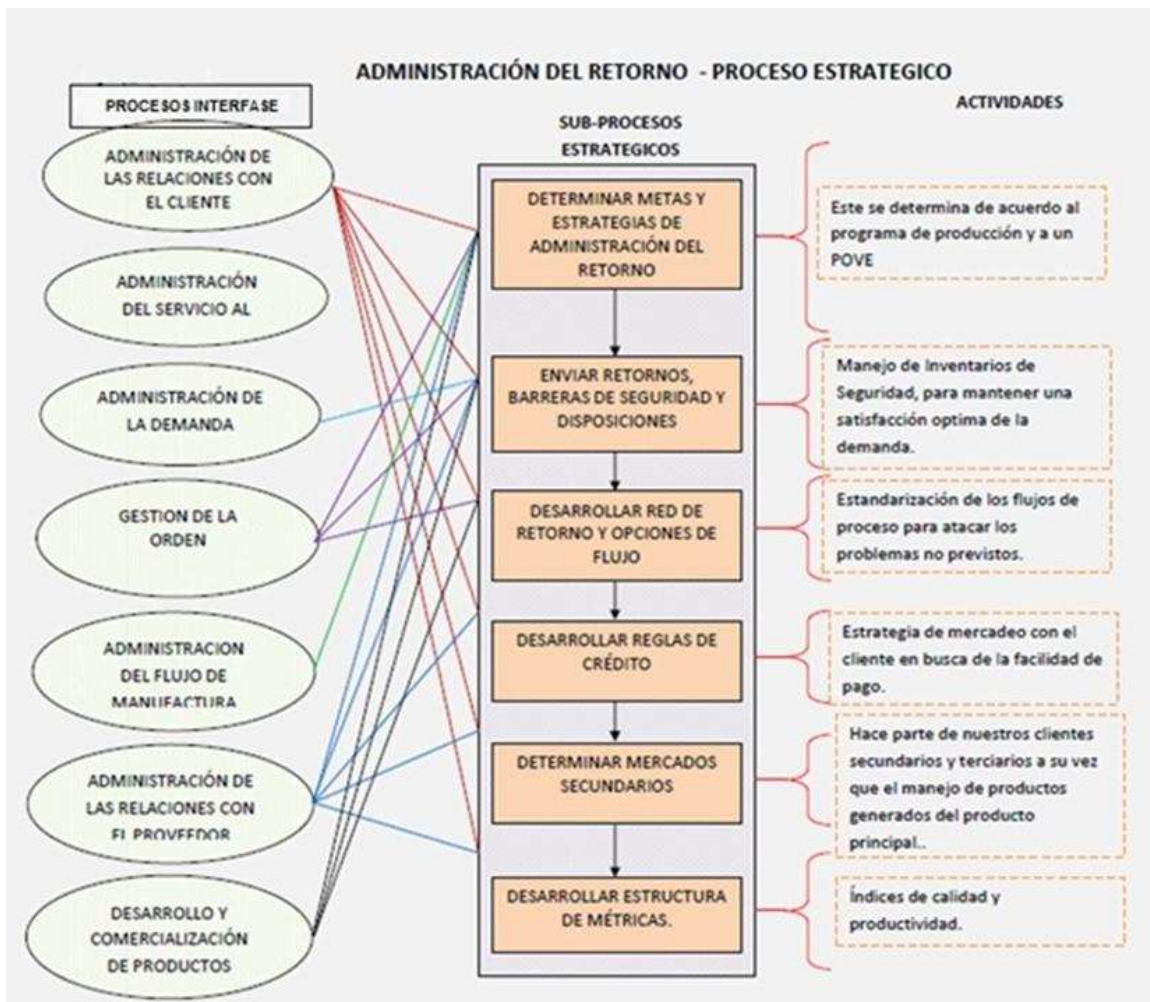 ADMINISTRACIÓN DEL RETORNO - PROCESO ESTRATEGICO
PROCESOS INTERFASE
ADMINISTRACIÓN DE
LAS RELACIONES CON
EL CLIENTE
ADMINISTRACIÓN
DEL SERVICIO AL
ADMINISTRACIÓN DE
LA DEMANDA
GESTION DE LA
ORDEN
ADMINISTRACION
DEL FLUJO DE
MANUFACTURA
ADMINISTRACIÓN DE
LAS RELACIONES CON
EL PROVEEDOR
DESARROLLO Y
COMERCIALIZACIÓN
DE PRODUCTOS
SUB-PROCESOS
ESTRATEGICOS
DETERMINAR METAS Y
ESTRATEGIAS DE
ADMINISTRACIÓN DEL
RETORNO
ENVIAR RETORNOS,
BARRERAS DE SEGURIDAD Y
DISPOSICIONES
DESARROLLAR RED DE
RETORNO Y OPCIONES DE
FLUJO
DESARROLLAR REGLAS DE
CRÉDITO
DETERMINAR MERCADOS
SECUNDARIOS
DESARROLLAR ESTRUCTURA
DE MÉTRICAS.
ACTIVIDADES
Este se determina de acuerdo al
programa de producción y a un
POVE
Manejo de Inventarios de
Seguridad, para mantener una
satisfacción optima de la
demanda.
Estandarización de los flujos de
proceso para atacar los
problemas no previstos.
Estrategia de mercadeo con el
cliente en busca de la facilidad de
pago.
Hace parte de nuestros clientes
secundarios y terciarios a su vez
que el manejo de productos
generados del producto
principal..
Índices de calidad y
productividad.